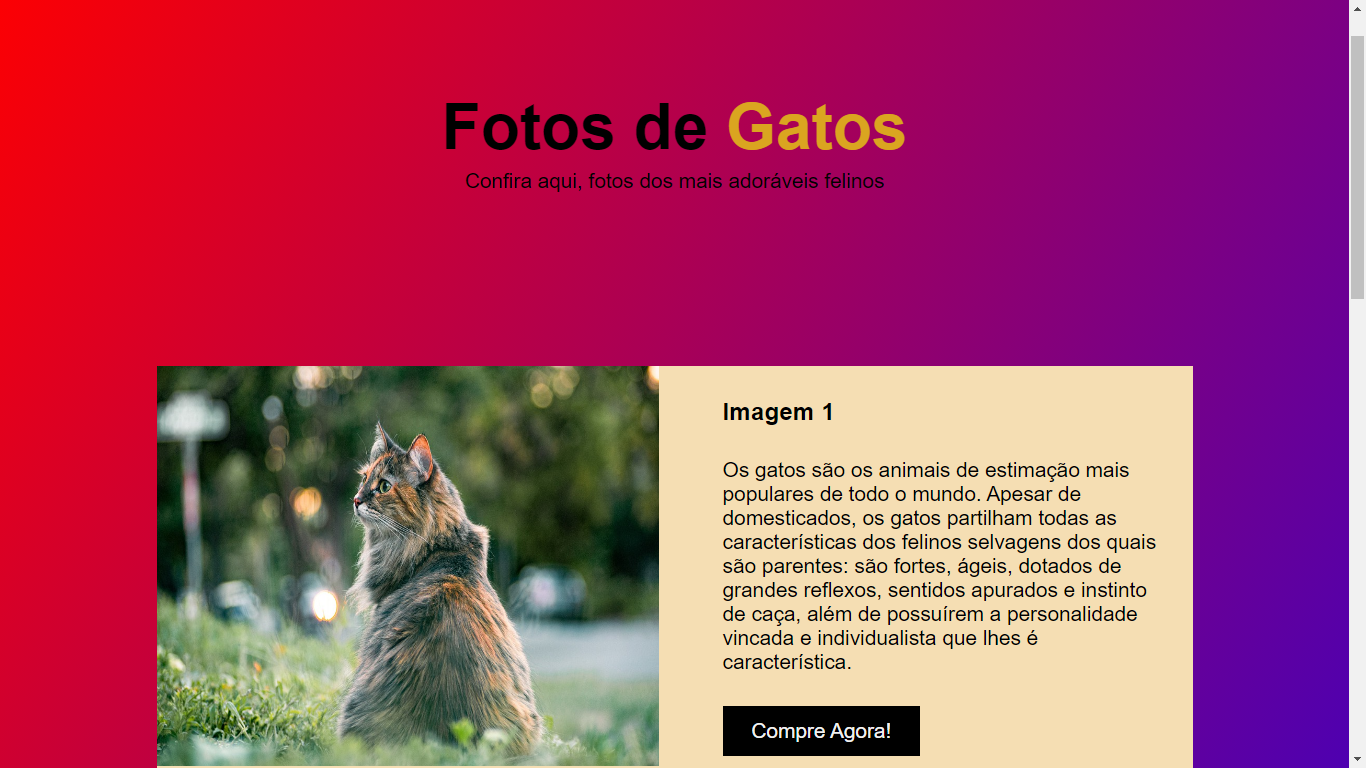 Fotos de Gatos
Confira aqui, fotos dos mais adoráveis felinos
Imagem 1
Os gatos são os animais de estimação mais
populares de todo o mundo. Apesar de
domesticados, os gatos partilham todas as
características dos felinos selvagens dos quais
são parentes: são fortes, ágeis, dotados de
grandes reflexos, sentidos apurados e instinto
de caça, além de possuírem a personalidade
vincada e individualista que lhes é
característica.
Compre Agora!